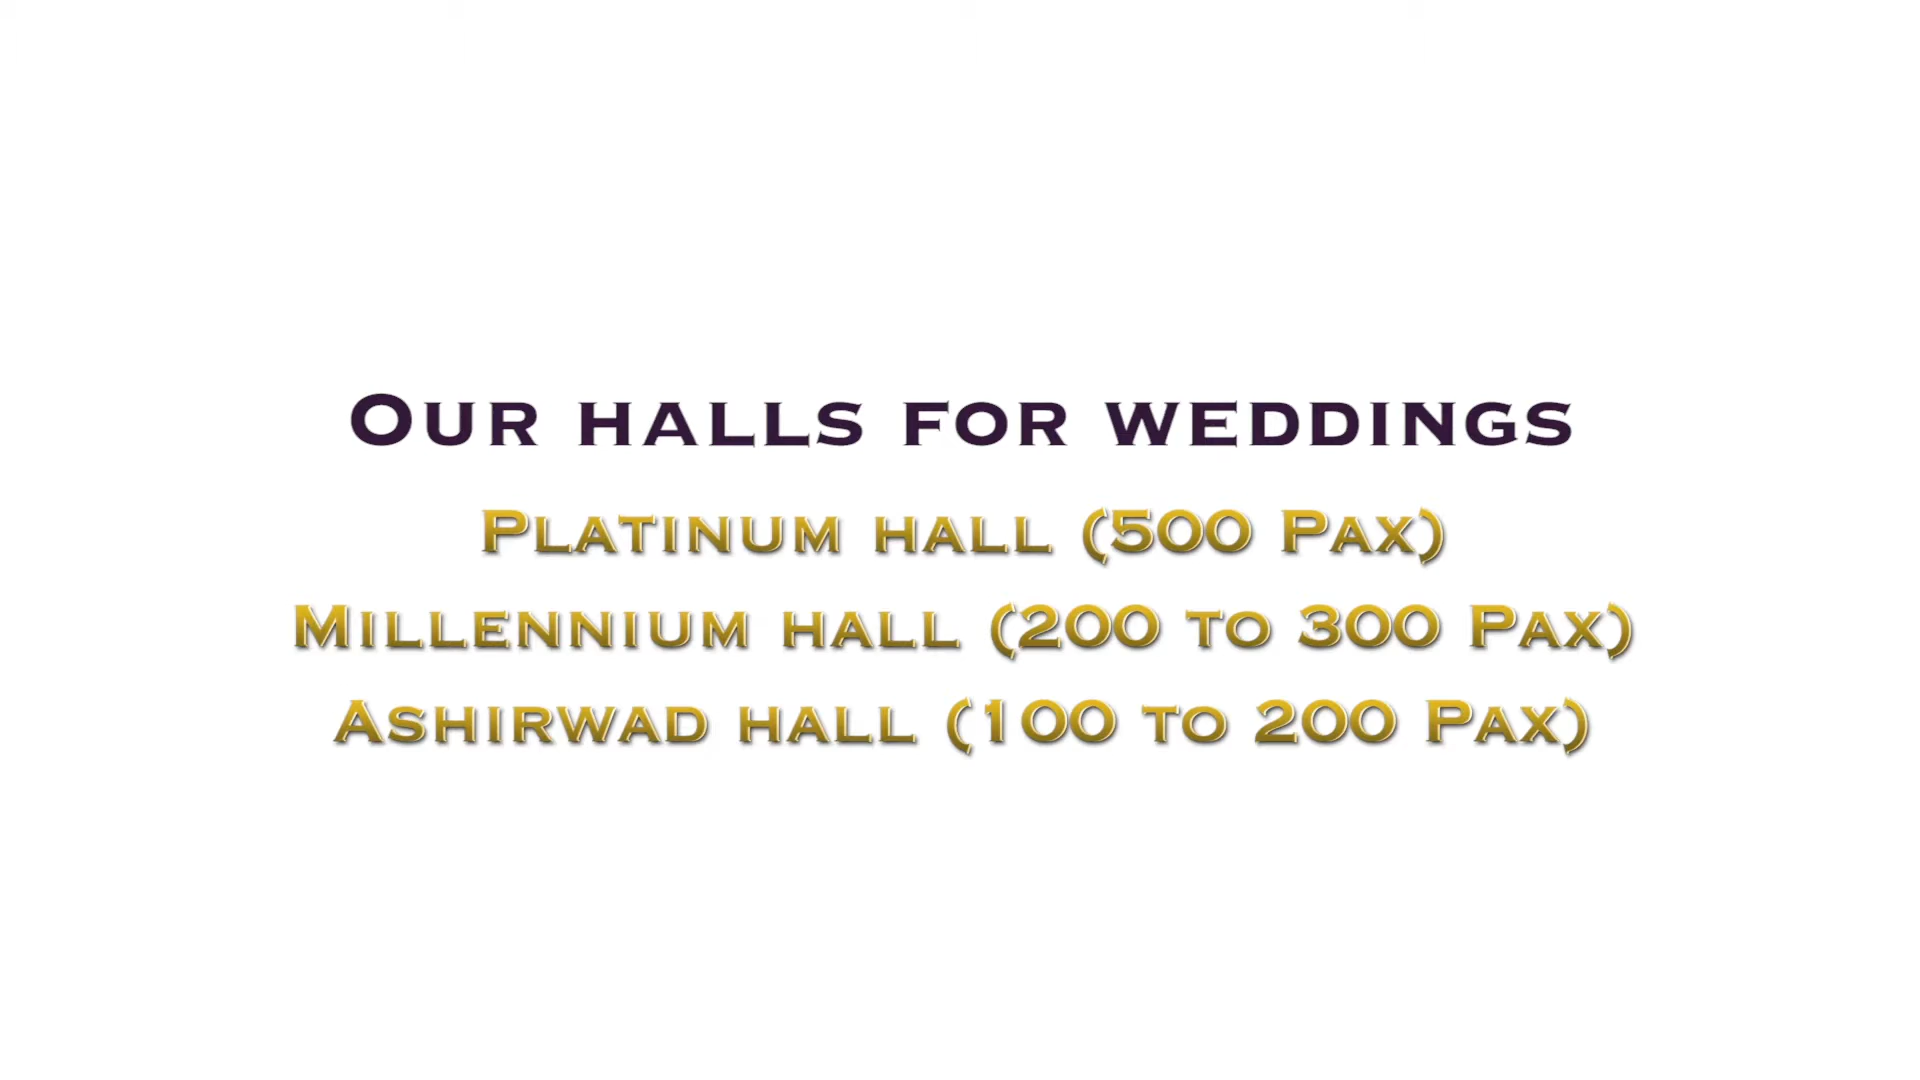 Our halls for weddings
Platinum hall (500 Pax)
Millennium hall (200 to 300 Pax)
Ashirwad hall (100 to 200 Pax)